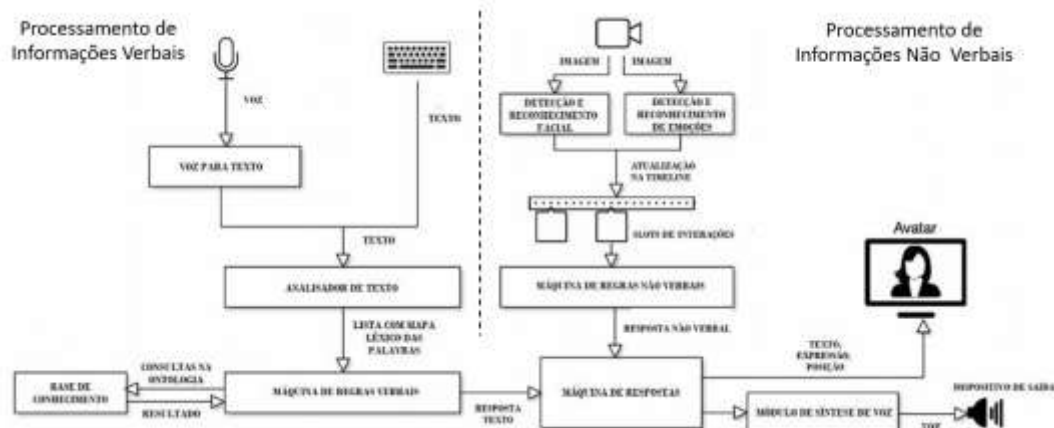 Processamento de
Informações Verbais
Processamento de
Informações Não Verbais
VOZ
TEXTO
IMAGEM
IMAGEM
DETECÇÃO E
RECONHECIMENTO
FACIAL
DETECÇÃO E
RECONHECIMENTO
DE EMOÇÕES
VOZ PARA TEXTO
ATUALIZAÇÃO
NA TIMELINE
TEXTO
SLOTS DE INTERAÇÕES
Avatar
ANALISADOR DE TEXTO
MÁQUINA DE REGRAS NÃO VERBAIS
LISTA COM MAPA
LÉXICO DAS
PALAVRAS
RESPOSTA NÃO VERBAL
TEXTO,
EXPRESSÃO,
POSIÇÃO
CONSULTAS NA
ONTOLOGIA
BASE DE
CONHECIMENTO
RESULTADO
MÁQUINA DE REGRAS VERBAIS
RESPOSTA
TEXTO
MÁQUINA DE RESPOSTAS
MÓDULO DE SÍNTESE DE VOZ
DISPOSITIVO DE SAÍDA
VOZ